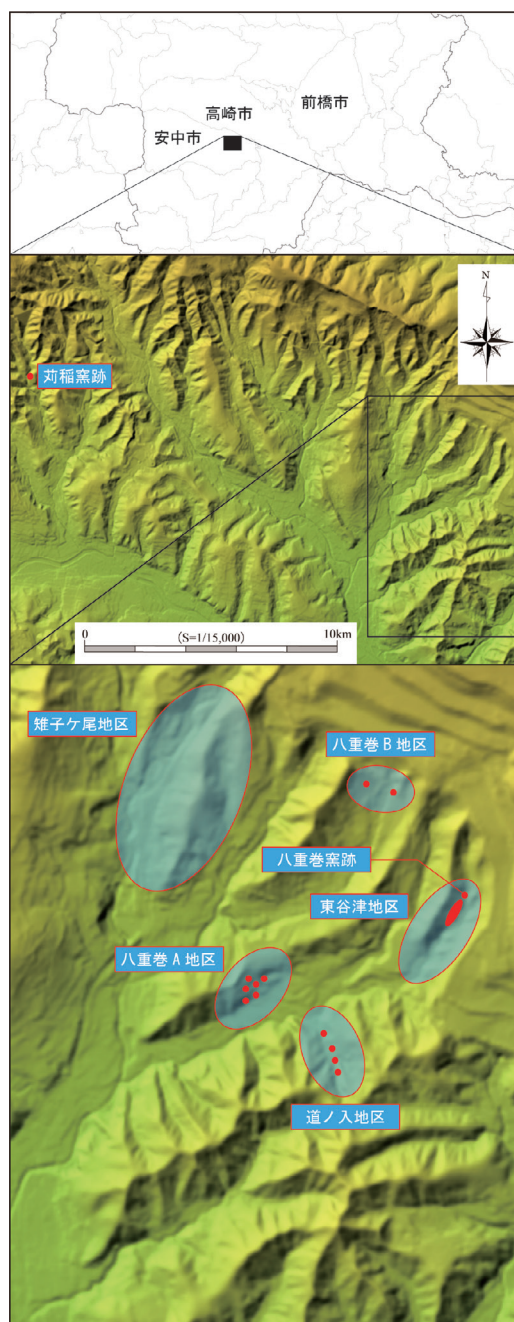 前橋市
高崎市
安中市
N
苅稲窯跡
0
(S=1/15,000)
10km
雉子ケ尾地区
八重巻B地区
八重巻窯跡
東谷津地区
八重巻A地区
道ノ入地区